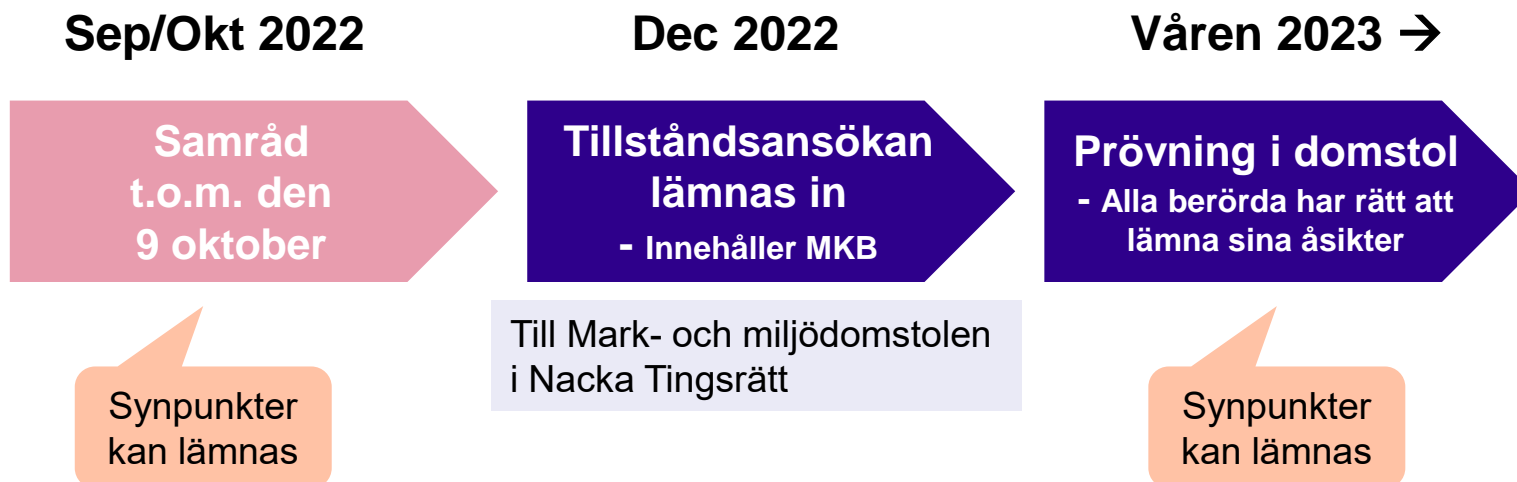 Sep/Okt 2022
Dec 2022
Våren 2023 →
Samråd
t.o.m. den
9 oktober
Tillståndsansökan
lämnas in
- Innehåller MKB
Prövning i domstol
- Alla berörda har rätt att
lämna sina åsikter
Till Mark- och miljödomstolen
i Nacka Tingsrätt
Synpunkter
kan lämnas
Synpunkter
kan lämnas